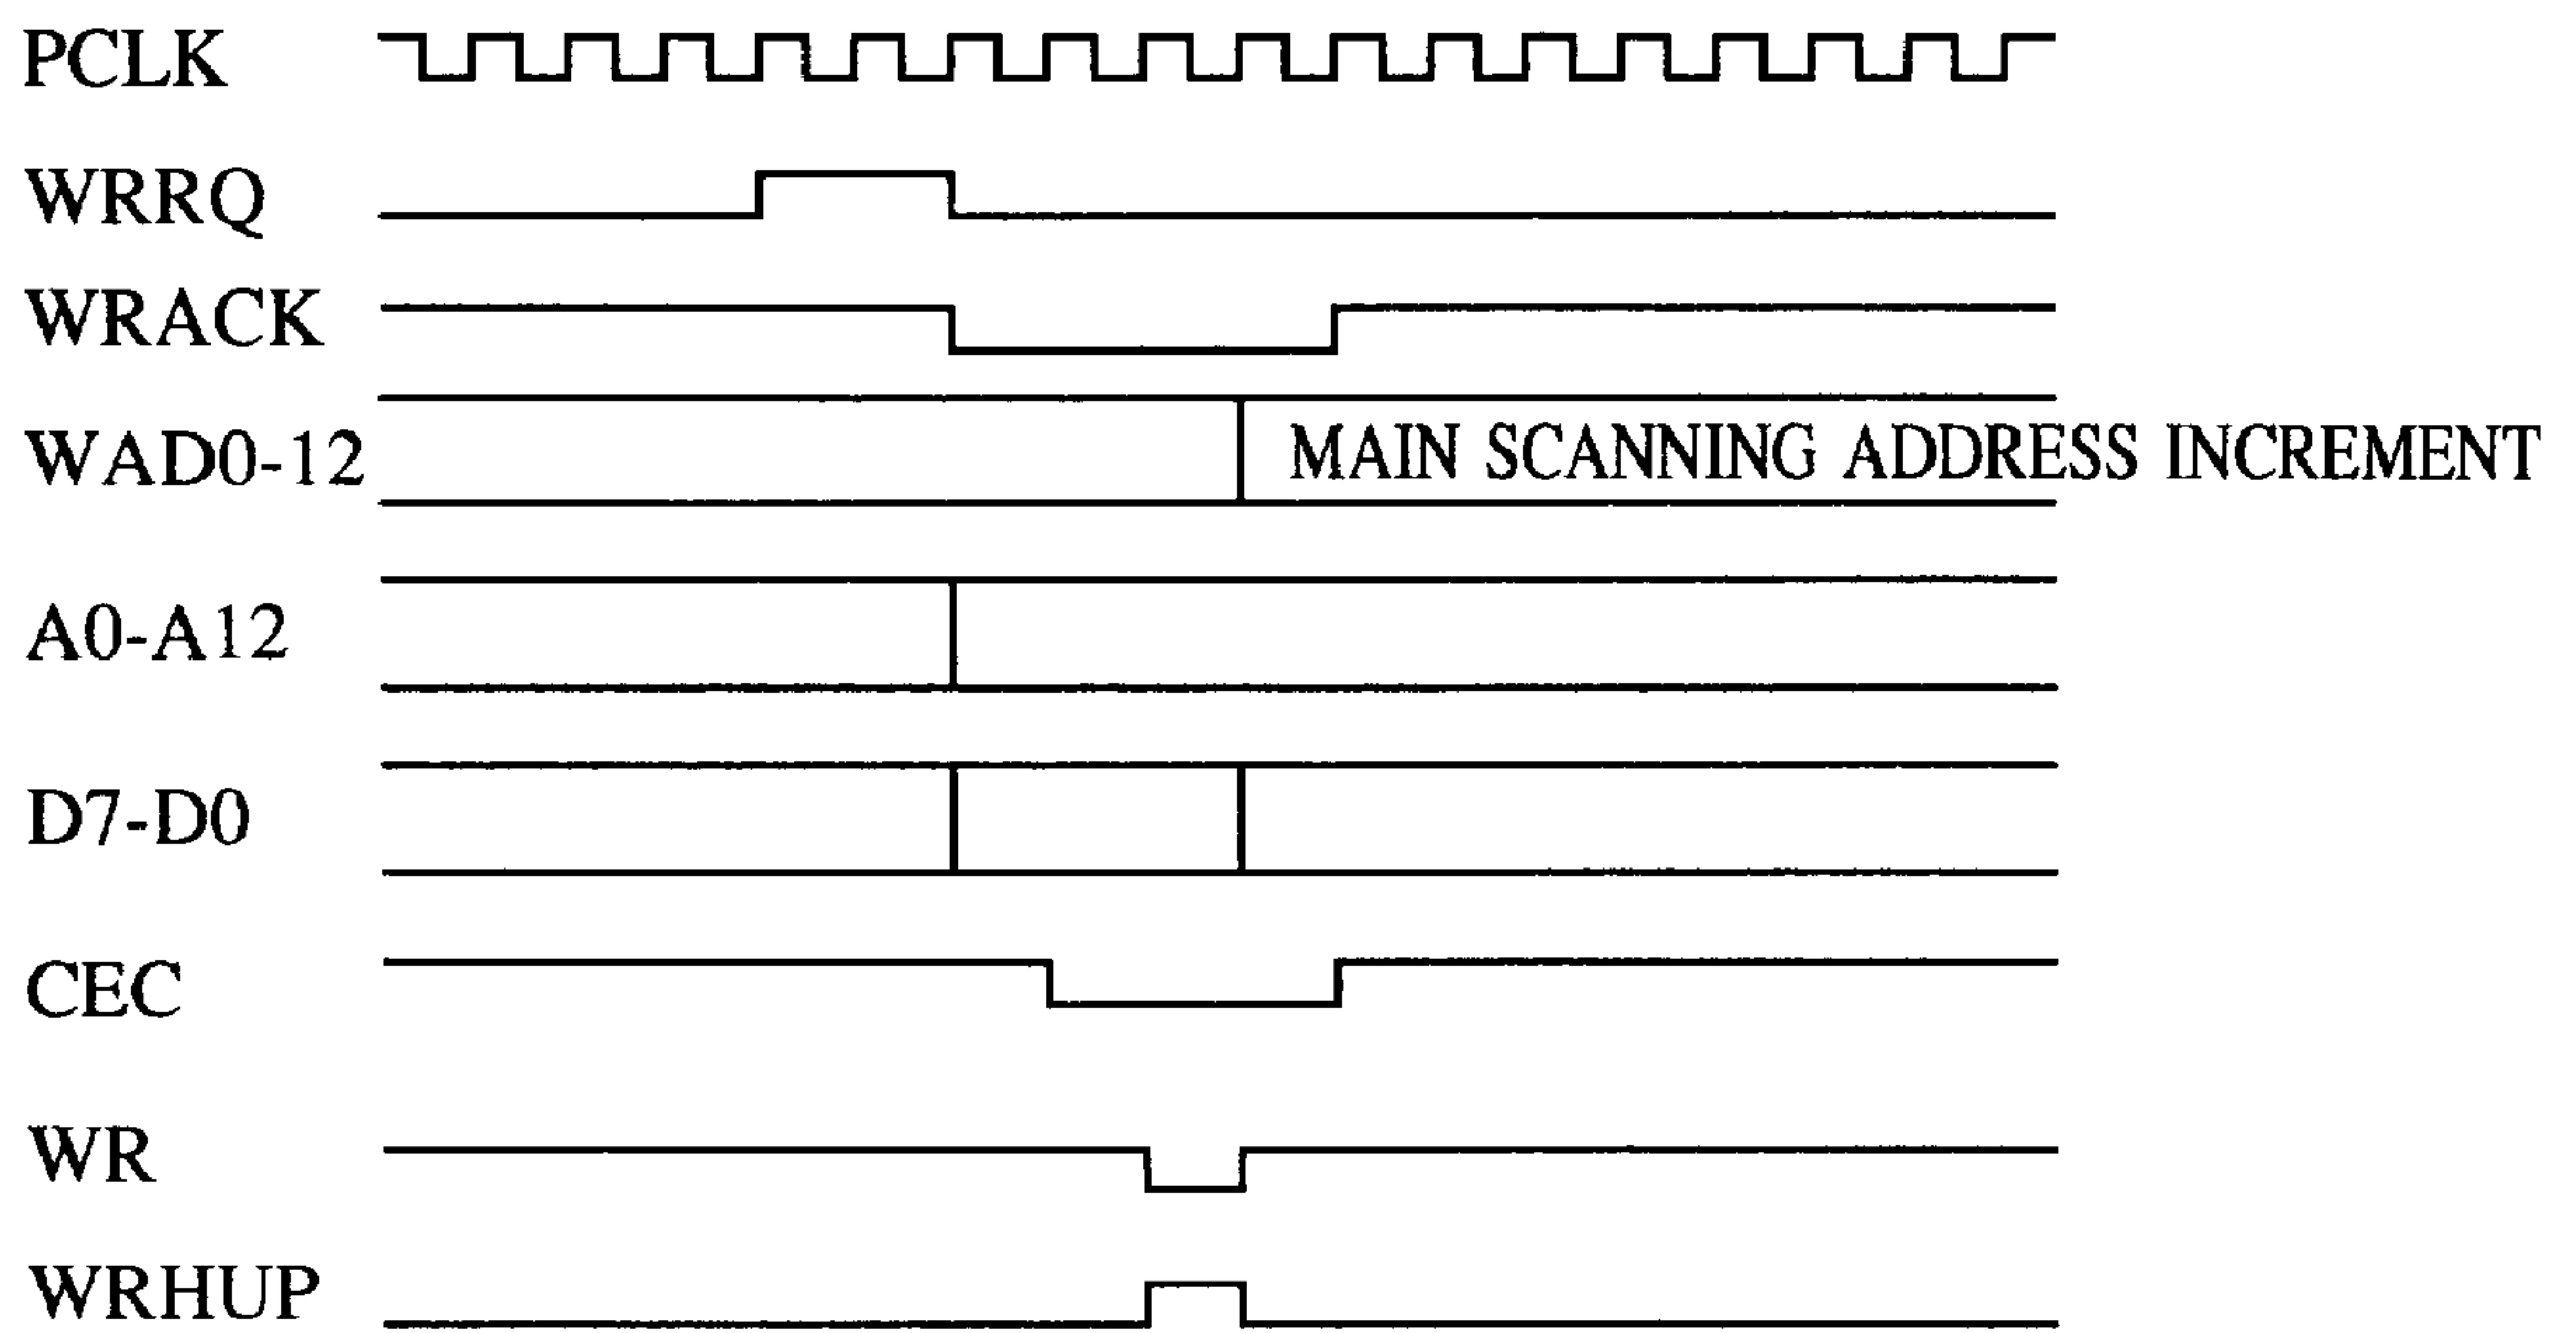 PCLK
WRRQ
WRACK
WAD0-12 MAIN SCANNING ADDRESS INCREMENT
A0-A12
D7-D0
CEC
WR
WRHUP